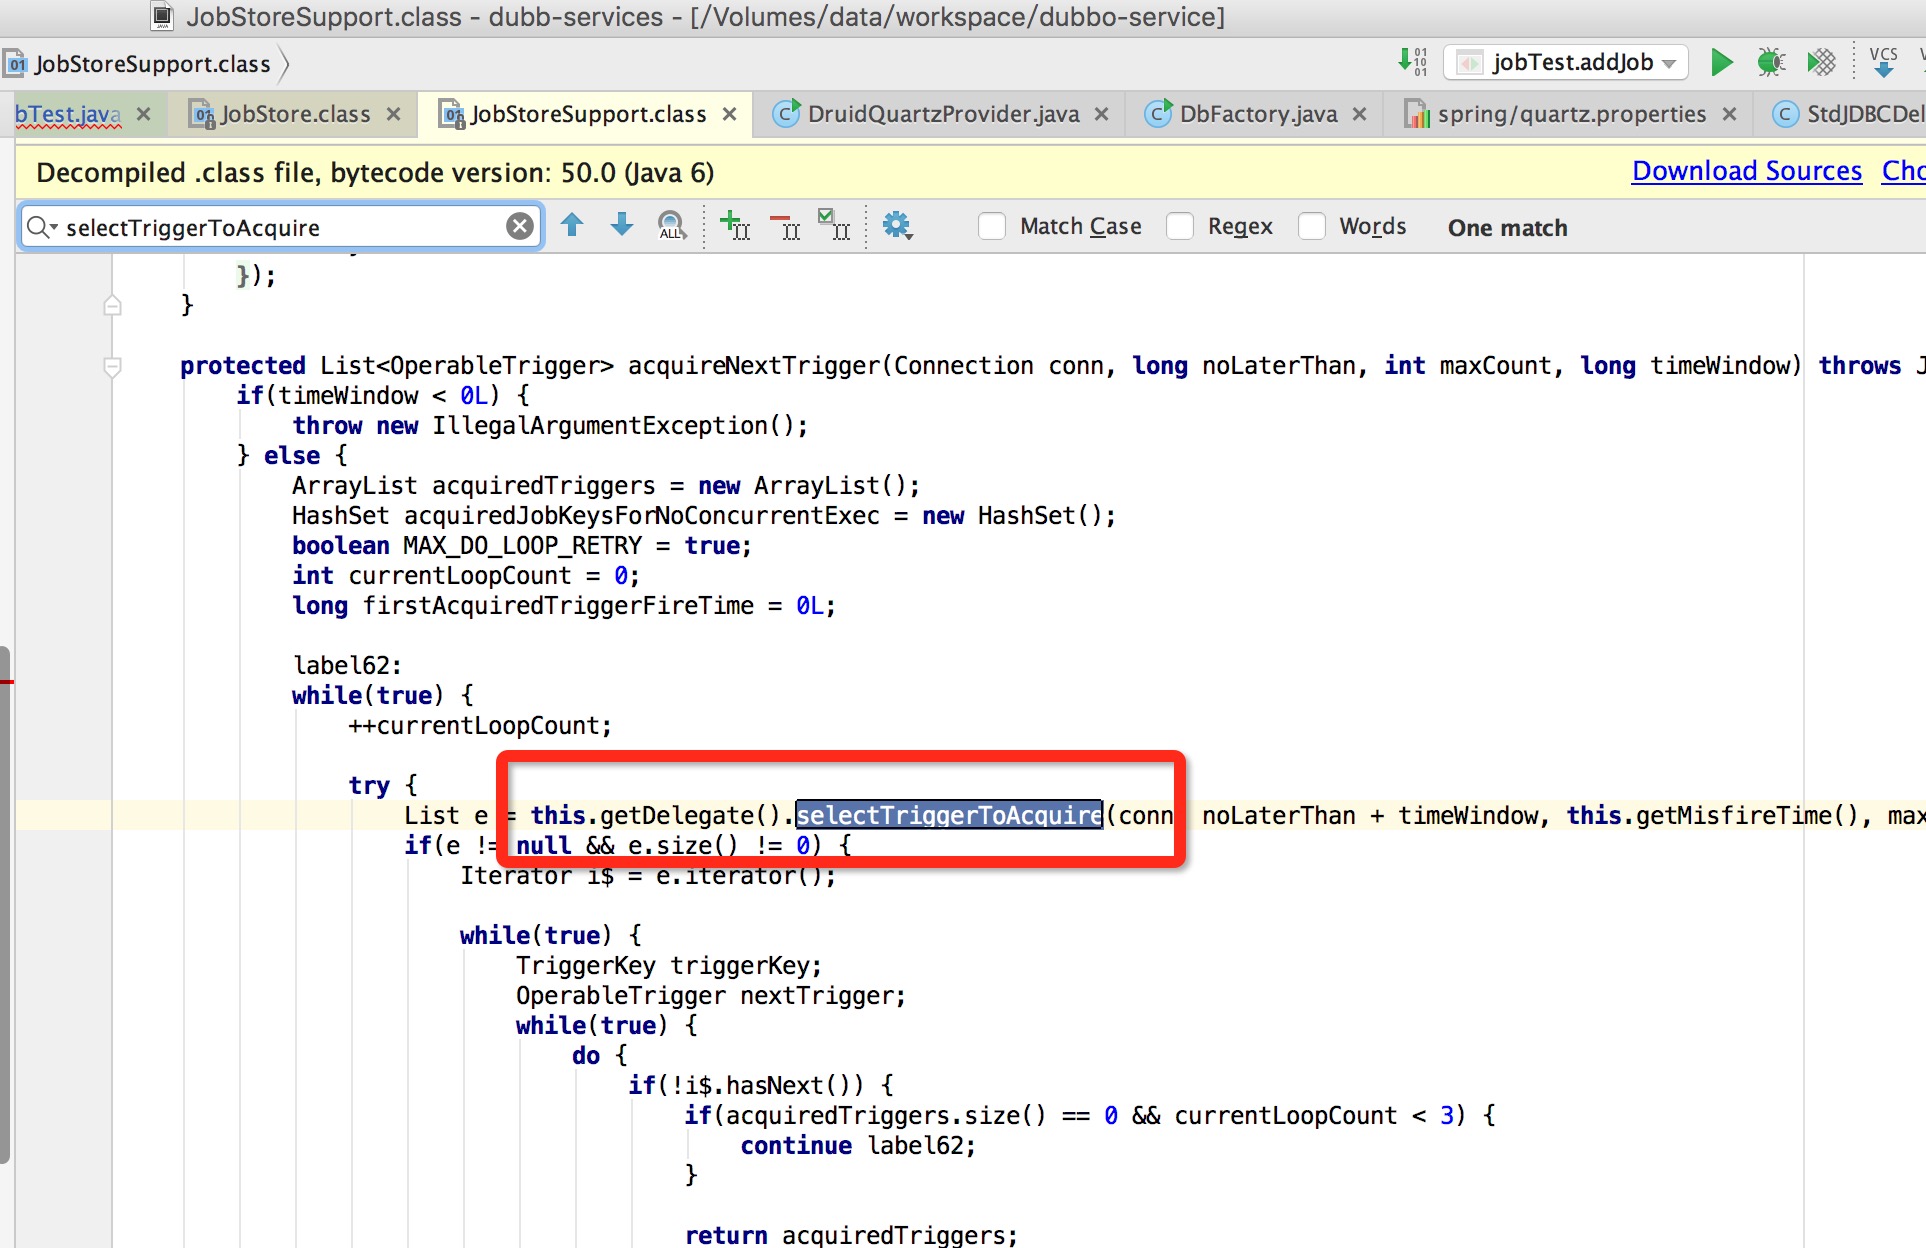 JobStoreSupport.class - dubb-services - [/Volumes/data/workspace/dubbo-service]
JobStoreSupport.class
jobTest.addJob
VCS
bTest.java
JobStore.class
JobStoreSupport.class
DruidQuartzProvider.java
DbFactory.java
spring/quartz.properties
StdJDBCDel
Decompiled .class file, bytecode version: 50.0 (Java 6)
Download Sources
Cho
selectTriggerToAcquire
ALL
Match Case
Regex
Words
One match
});
}
protected List<OperableTrigger> acquireNextTrigger(Connection conn, long noLaterThan, int maxCount, long timeWindow) throws J
if(timeWindow < 0L) {
throw new IllegalArgumentException();
} else {
ArrayList acquiredTriggers = new ArrayList();
HashSet acquiredJobKeysForNoConcurrentExec = new HashSet();
boolean MAX_DO_LOOP_RETRY = true;
int currentLoopCount = 0;
long firstAcquiredTriggerFireTime = 0L;
label62:
while(true) {
++currentLoopCount;
try {
List e = this.getDelegate().selectTriggerToAcquire(conn, noLaterThan + timeWindow, this.getMisfireTime(), max
if(e != null && e.size() != 0) {
Iterator i$ = e.iterator();
while(true) {
TriggerKey triggerKey;
OperableTrigger nextTrigger;
while(true) {
do {
if(!i$.hasNext()) {
if(acquiredTriggers.size() == 0 && currentLoopCount < 3) {
continue label62;
}
return acquiredTriggers;